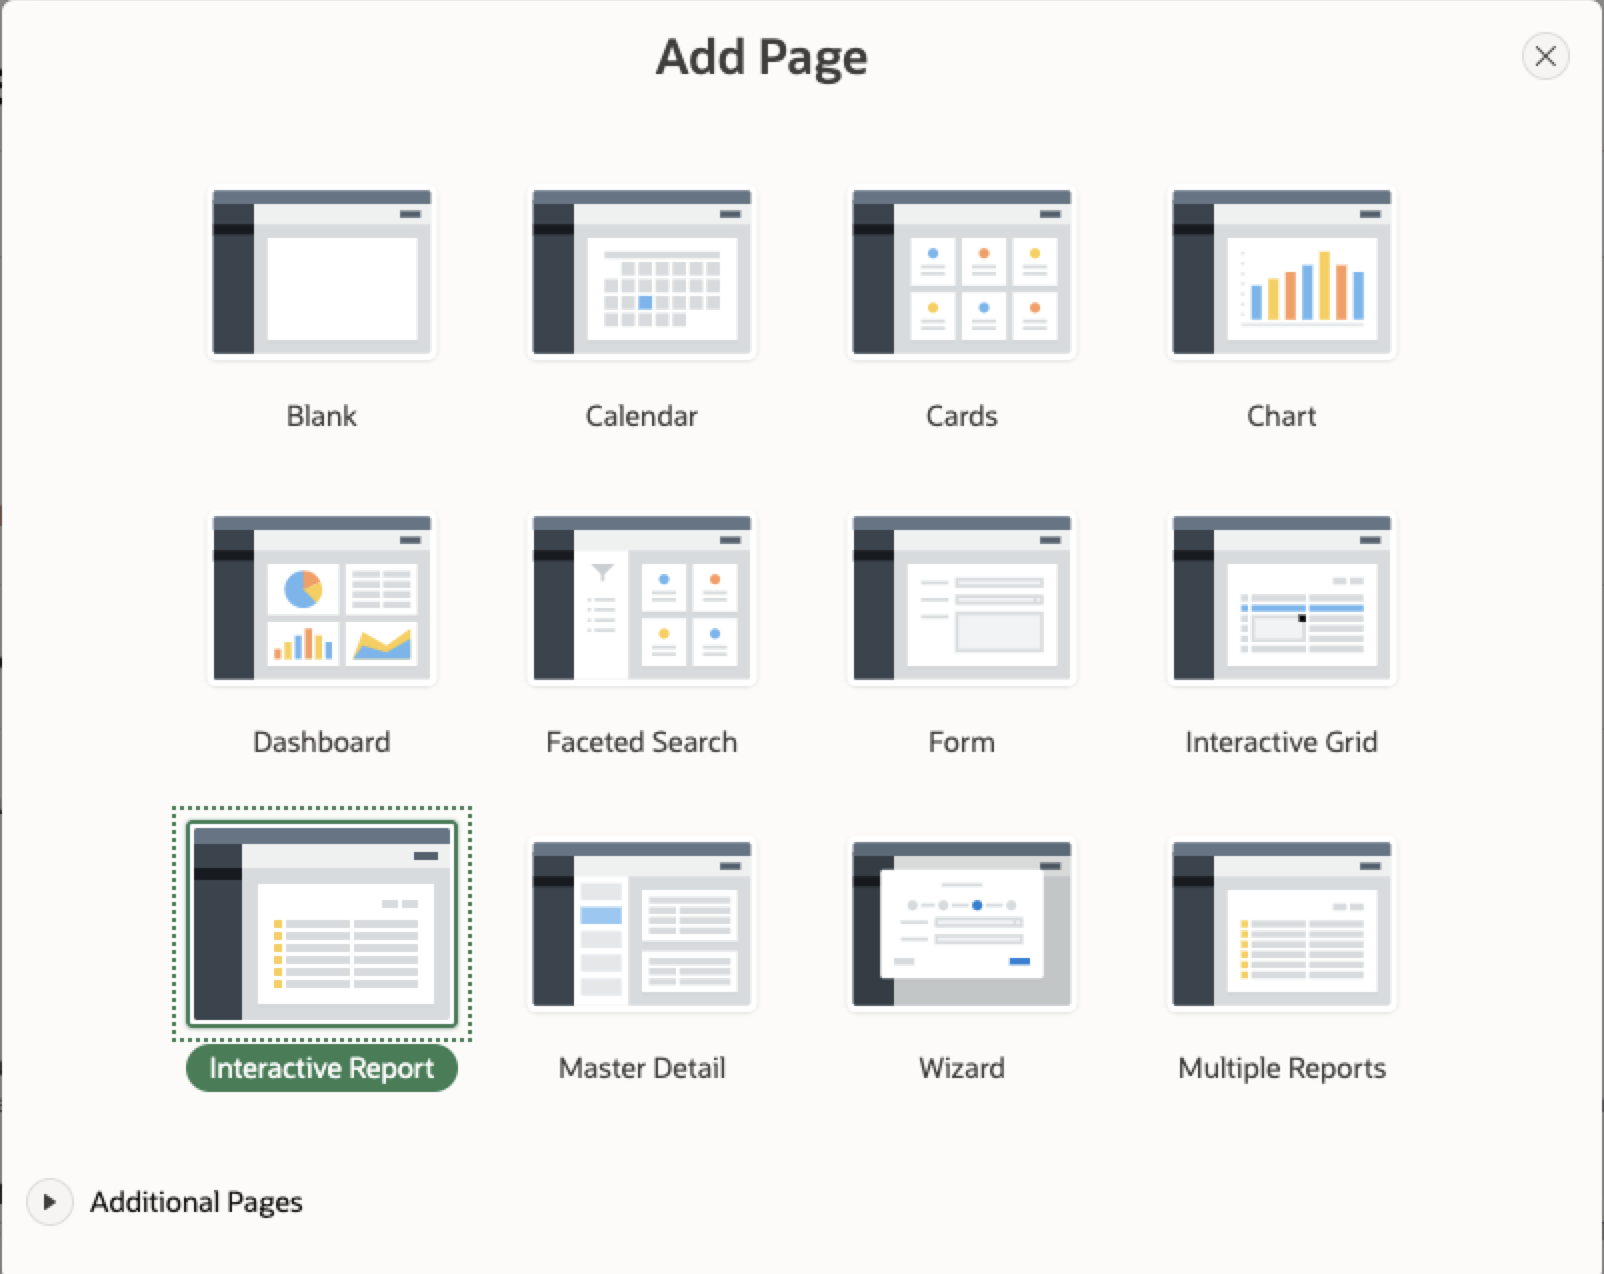 Add Page
Blank
Calendar
Cards
Chart
Dashboard
Faceted Search
Form
Interactive Grid
Interactive Report
Master Detail
Wizard
Multiple Reports
Additional Pages